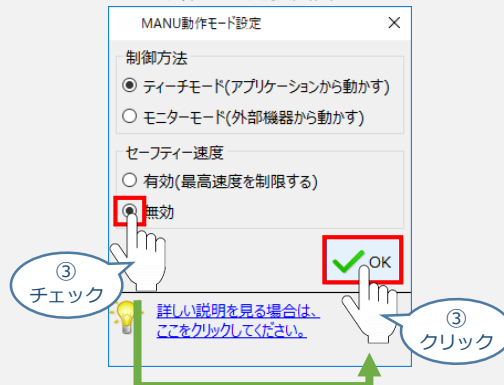 MANU動作モード設定
制御方法
ティーチモード(アプリケーションから動かす)
モニターモード(外部機器から動かす)
セーフティー速度
有効(最高速度を制限する)
無効
OK
③
チェック
詳しい説明を見る場合は、
ここをクリックしてください。
③
クリック